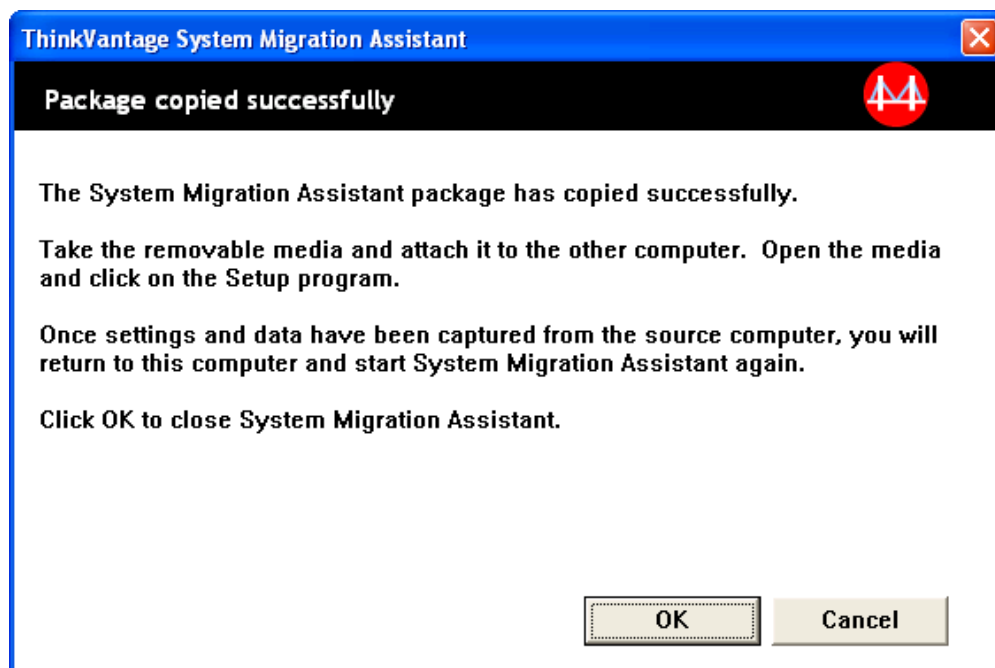 ThinkVantage System Migration Assistant
Package copied successfully
The System Migration Assistant package has copied successfully.
Take the removable media and attach it to the other computer.  Open the media
and click on the Setup program.
Once settings and data have been captured from the source computer, you will
return to this computer and start System Migration Assistant again.
Click OK to close System Migration Assistant.
OK
Cancel